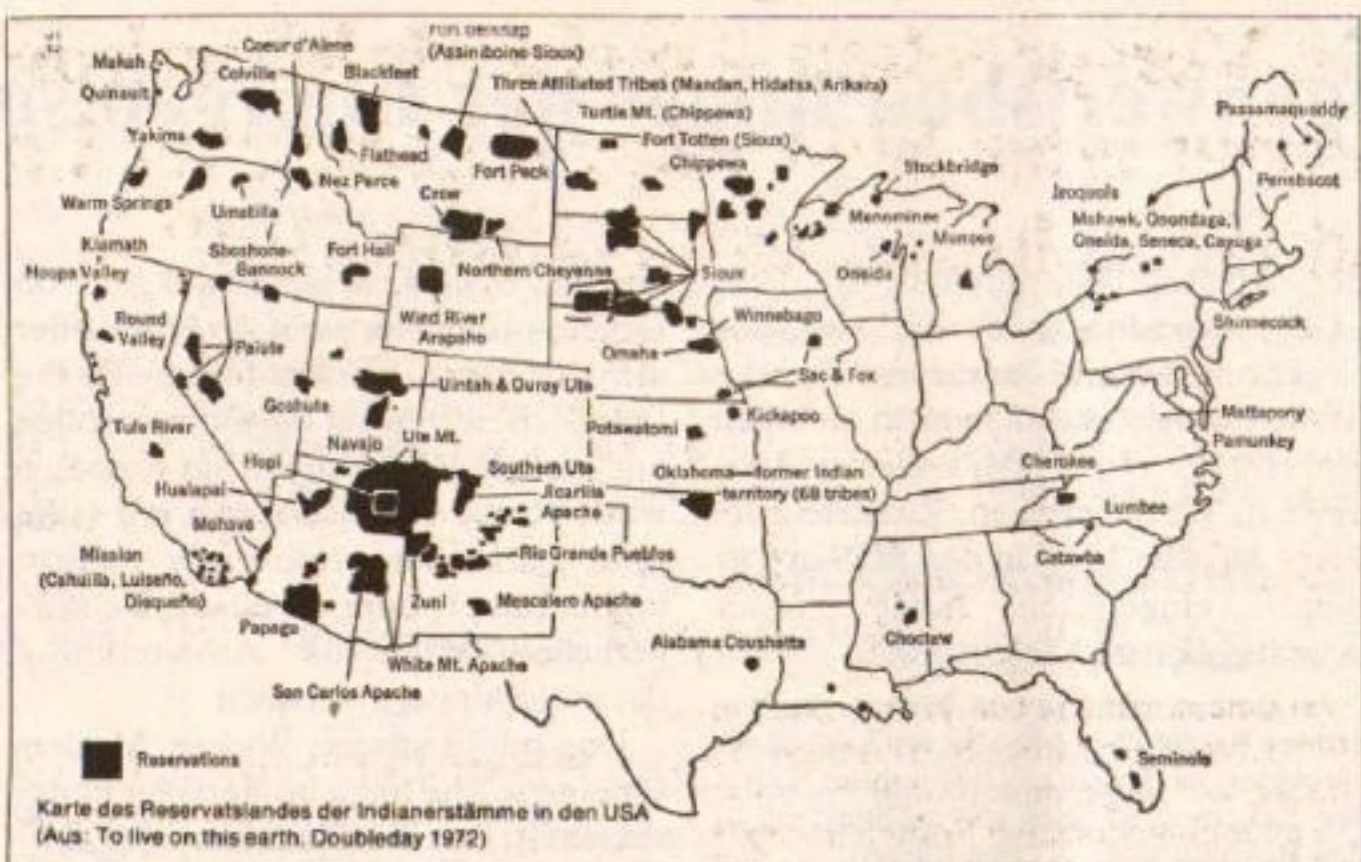 Coeur d'Alene
(Assiniboine-Sioux)
Makah
Colville
Blackfeet
Three Affiliated Tribes (Mandan, Hidatsa, Arikara)
Quinault
Turtle Mt. (Chippewa)
Passamaquoddy
Yakima
Flathead
Fort Peck
Fort Totten (Sioux)
Chippewa
Stockbridge
Penobscot
Nez Perce
Iroquois
Warm Springs
Umatilla
Crow
Menominee
Mohawk, Onondaga,
Oneida, Seneca, Cayuga
Munsee
Klamath
Shoshone-
Bannock
Fort Hall
Northern Cheyenne
Sioux
Oneida
Hoopa Valley
Round
Valley
Paiute
Wind River
Arapaho
Winnebago
Shinnecock
Omaha
Goshute
Uintah & Ouray Ute
Sac & Fox
Kickapoo
Mattapony
Tule River
Navajo
Ute Mt.
Potawatomi
Pamunkey
Hopi
Southern Ute
Oklahoma—former Indian
territory (68 tribes)
Cherokee
Hualapai
Jicarilla
Apache
Lumbee
Mohave
Mission
(Cahuilla, Luiseño,
Disqueño)
Rio Grande Pueblos
Catawba
Papago
Zuni
Mescalero Apache
Choctaw
White Mt. Apache
Alabama Coushatta
San Carlos Apache
Seminole
Reservations
Karte des Reservatslandes der Indianerstämme in den USA
(Aus: To live on this earth, Doubleday 1972)